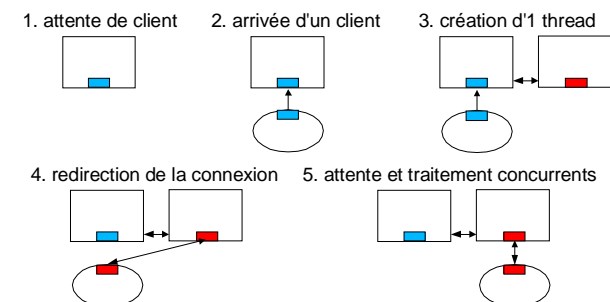 1. attente de client
2. arrivée d'un client
3. création d'1 thread
4. redirection de la connexion
5. attente et traitement concurrents